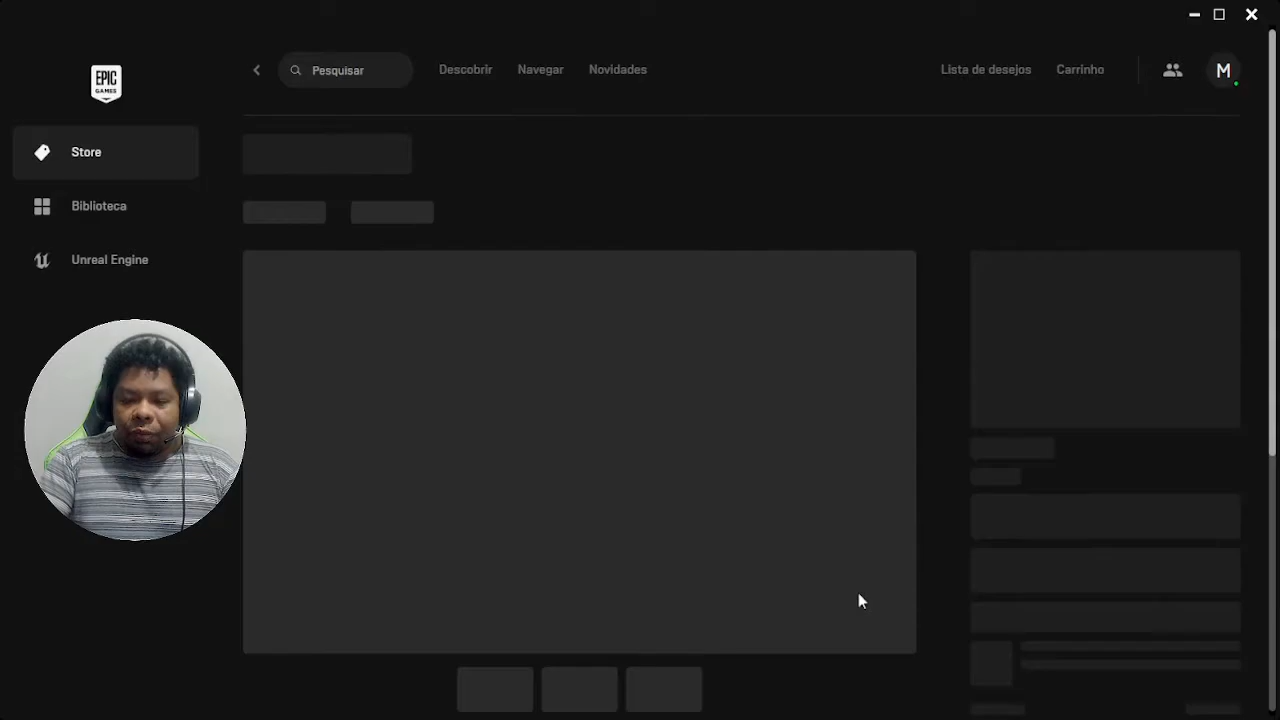 EPIC
GAMES
Pesquisar
Descobrir
Navegar
Novidades
Lista de desejos
Carrinho
M
Store
Biblioteca
Unreal Engine